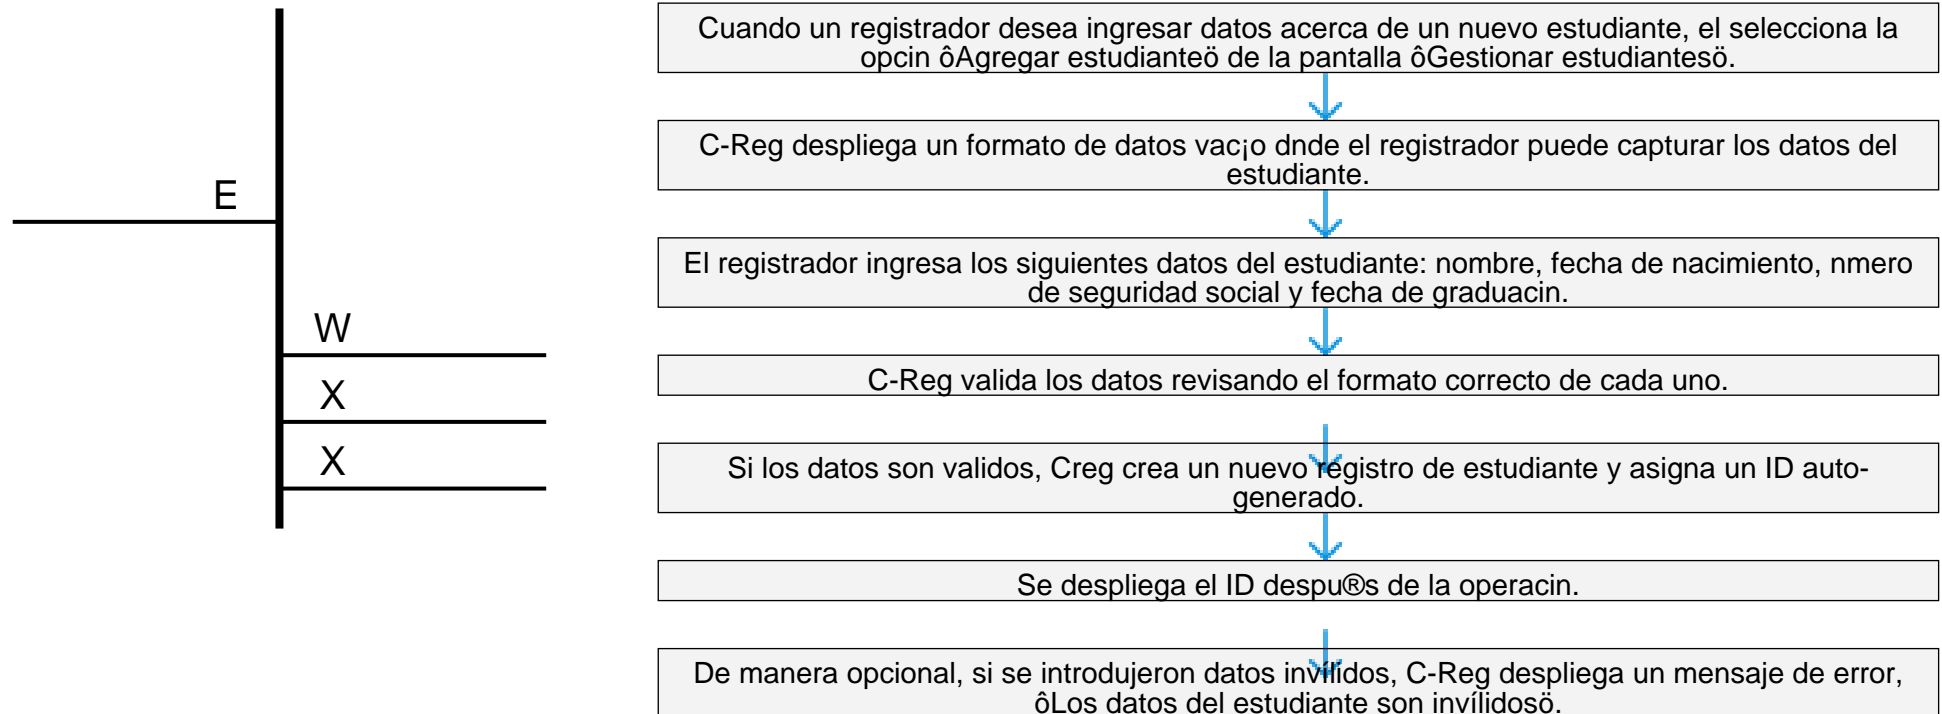 E
W
X
X
Cuando un registrador desea ingresar datos acerca de un nuevo estudiante, el selecciona la
opcin ôAgregar estudianteö de la pantalla ôGestionar estudiantesö.
C-Reg despliega un formato de datos vac¡o dnde el registrador puede capturar los datos del
estudiante.
El registrador ingresa los siguientes datos del estudiante: nombre, fecha de nacimiento, nmero
de seguridad social y fecha de graduacin.
C-Reg valida los datos revisando el formato correcto de cada uno.
Si los datos son validos, Creg crea un nuevo registro de estudiante y asigna un ID auto-
generado.
Se despliega el ID despu®s de la operacin.
De manera opcional, si se introdujeron datos invílidos, C-Reg despliega un mensaje de error,
ôLos datos del estudiante son invílidosö.